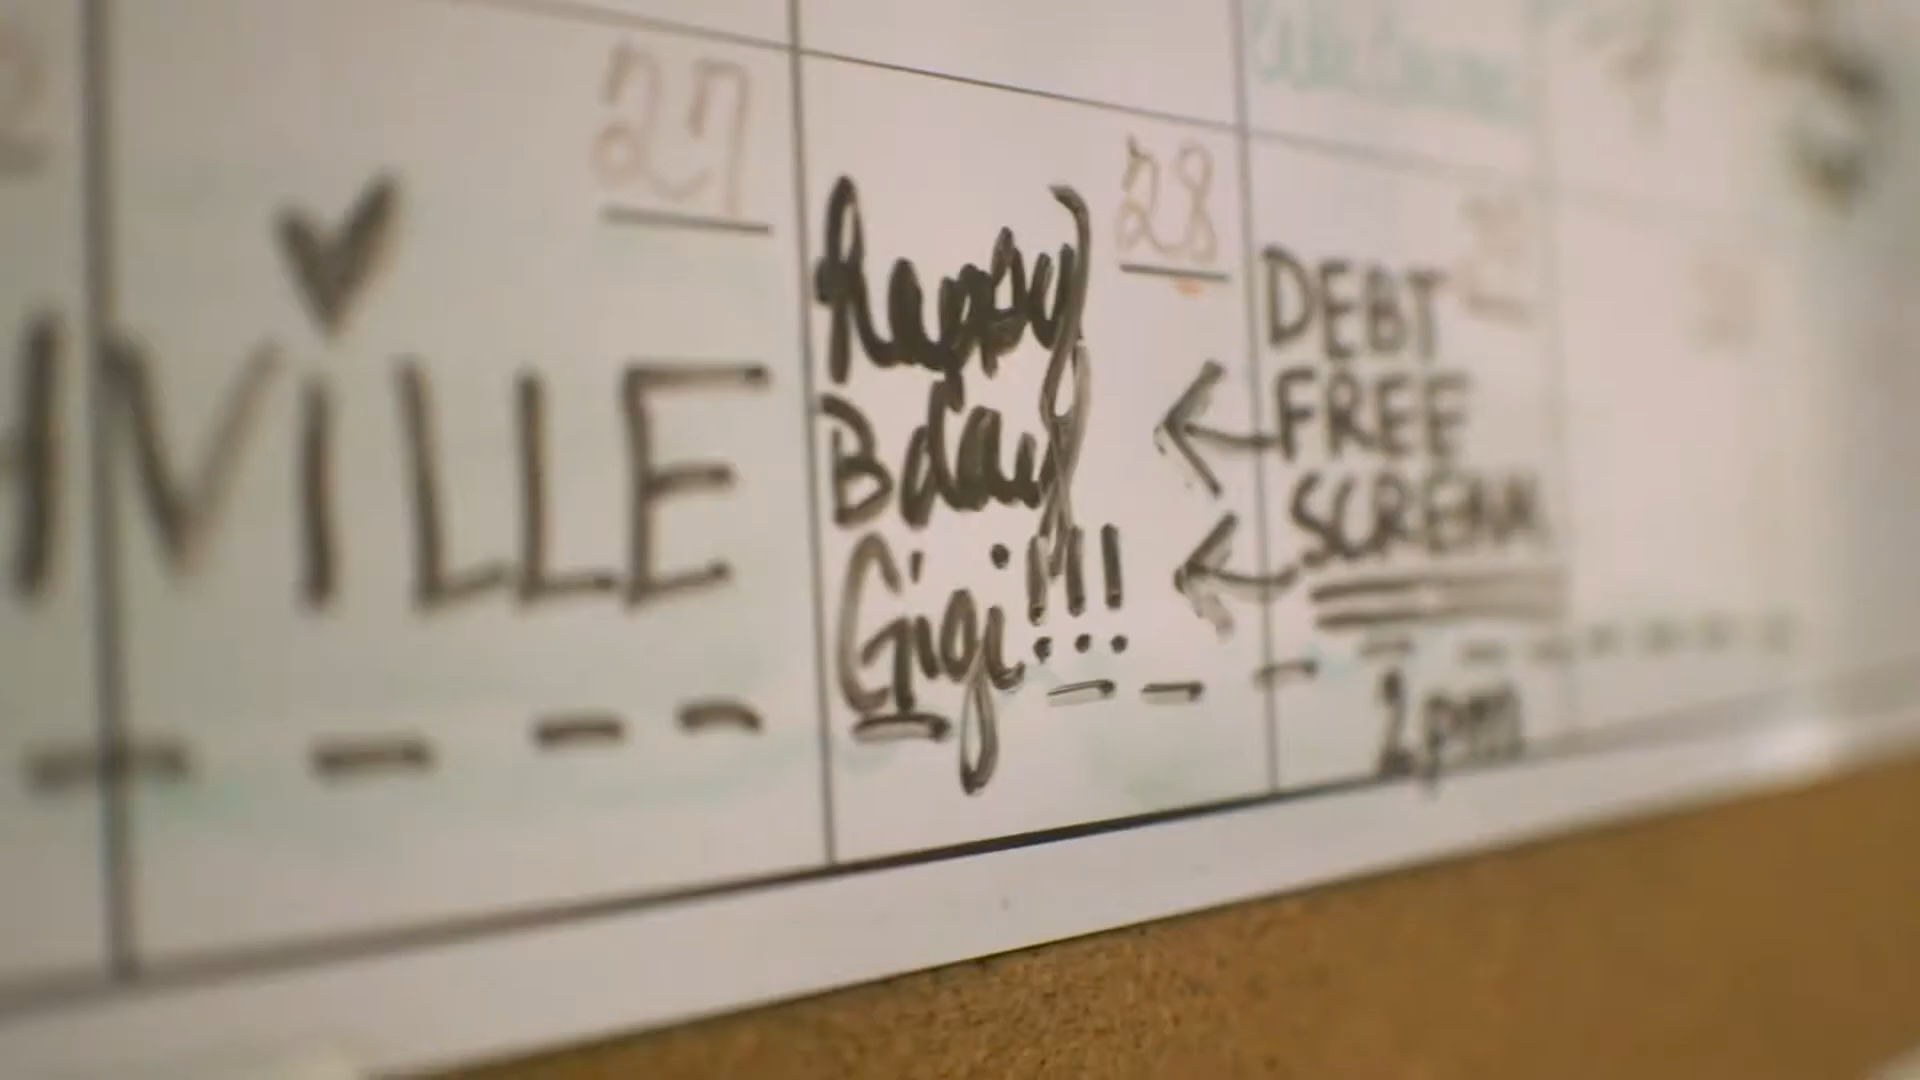 27
HVILLE
28
Happy
Bday
Gigi!!!
DEBT
FREE
SCREAM
2pm